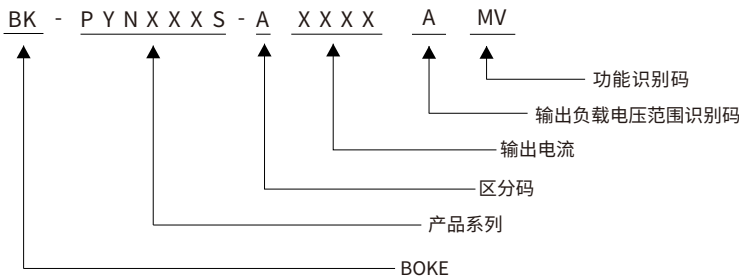 BK - PYNXXXS - A XXXX A MV
功能识别码
输出负载电压范围识别码
输出电流
区分码
产品系列
BOKE